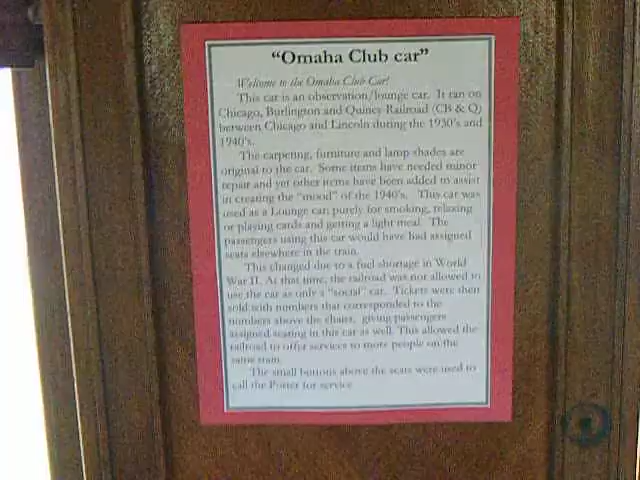 "Omaha Club car"
Welcome to the Omaha Club Car!
This car is an observation/lounge car. It ran on
Chicago, Burlington and Quincy Railroad (CB & Q)
between Chicago and Lincoln during the 1930's and
1940's.
The carpeting, furniture and lamp shades are
original to the car. Some items have needed minor
repair and yet other items have been added to assist
in creating the "mood" of the 1940's. This car was
used as a Lounge car; purely for smoking, relaxing
or playing cards and getting a light meal. The
passengers using this car would have had assigned
seats elsewhere in the train.
This changed due to a fuel shortage in World
War II. At that time, the railroad was not allowed to
use the car as only a "social" car. Tickets were then
sold with numbers that corresponded to the
numbers above the chairs, giving passengers
assigned seating in this car as well. This allowed the
railroad to offer services to more people on the
same train.
The small buttons above the seats were used to
call the Porter for service